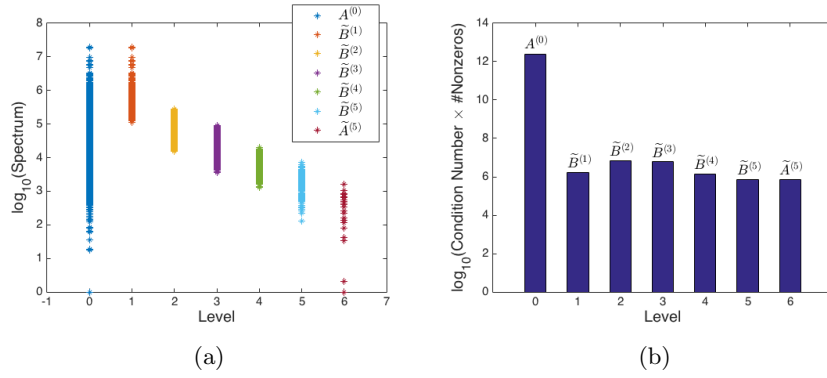 8
7
6
5
4
3
2
1
0
log₁₀(Spectrum)
-1 0 1 2 3 4 5 6 7
Level
A⁽⁰⁾
B̃⁽¹⁾
B̃⁽²⁾
B̃⁽³⁾
B̃⁽⁴⁾
B̃⁽⁵⁾
Ã⁽⁵⁾
(a)
14
12
10
8
6
4
2
0
log₁₀(Condition Number × #Nonzeros)
A⁽⁰⁾
B̃⁽¹⁾
B̃⁽²⁾
B̃⁽³⁾
B̃⁽⁴⁾
B̃⁽⁵⁾
Ã⁽⁵⁾
0 1 2 3 4 5 6
Level
(b)